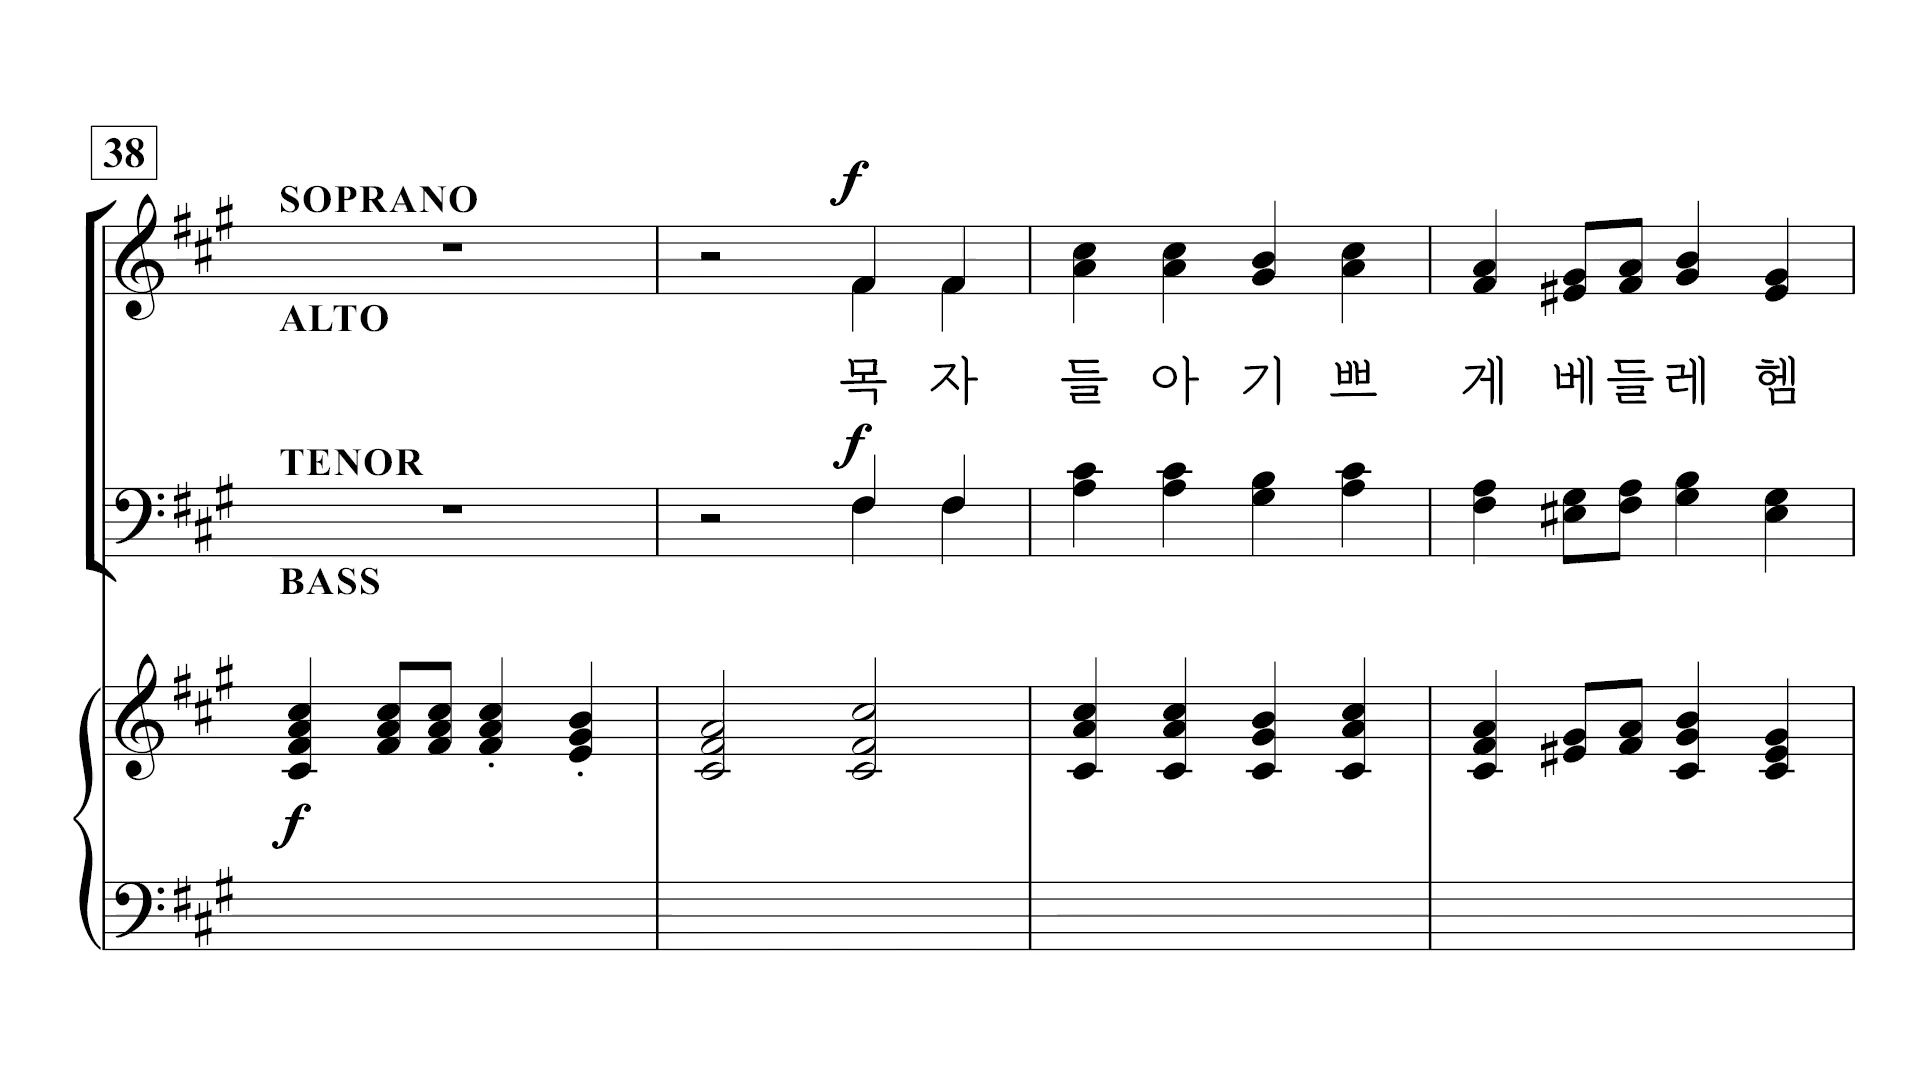 38
SOPRANO
f
ALTO
목 자 들 아 기 쁘 게 베 들 레 헴
f
TENOR
BASS
f